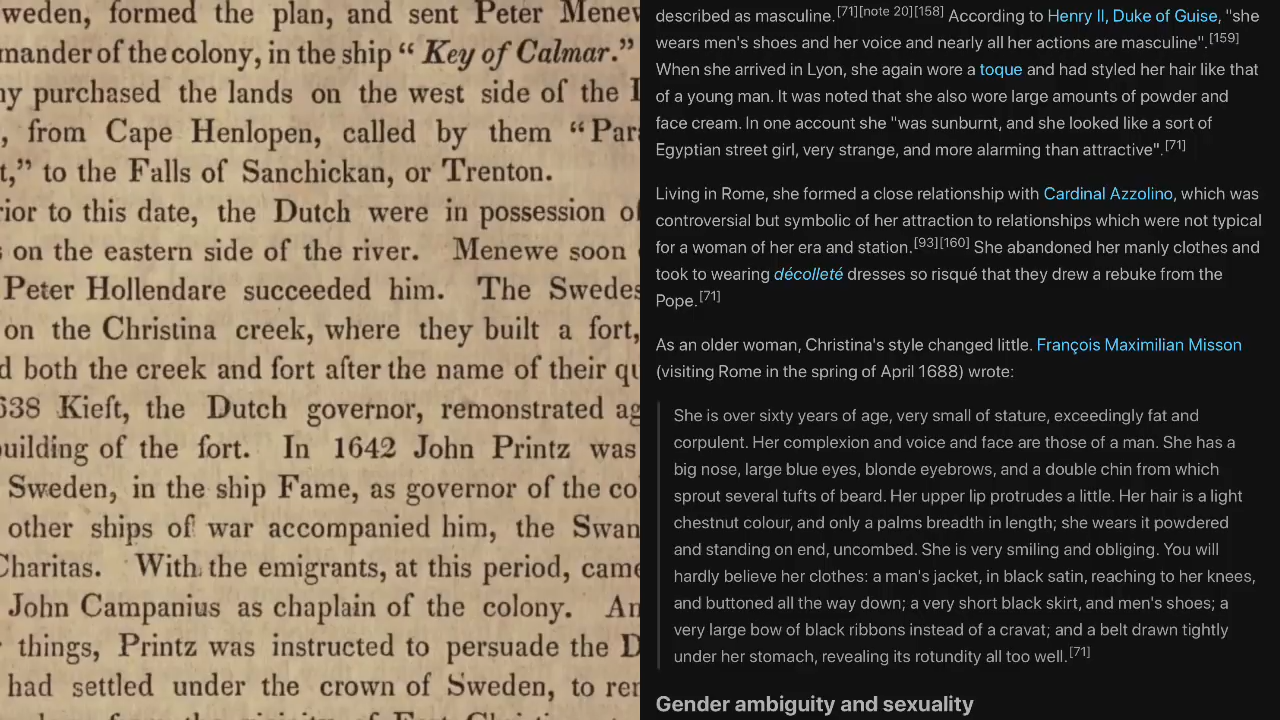 weden, formed the plan, and sent Peter Menew
mander of the colony, in the ship “ Key of Calmar.”
ny purchased the lands on the west side of the
, from Cape Henlopen, called by them “Par
t,” to the Falls of Sanchickan, or Trenton.
rior to this date, the Dutch were in possession o
s on the eastern side of the river. Menewe soon
Peter Hollendare succeeded him. The Swedes
on the Christina creek, where they built a fort,
d both the creek and fort after the name of their qu
638 Kieft, the Dutch governor, remonstrated ag
uilding of the fort. In 1642 John Printz was
Sweden, in the ship Fame, as governor of the co
other ships of war accompanied him, the Swan
Charitas. With the emigrants, at this period, came
John Campanius as chaplain of the colony. An
things, Printz was instructed to persuade the D
had settled under the crown of Sweden, to ren
described as masculine.[71][note 20][158] According to Henry II, Duke of Guise, "she
wears men's shoes and her voice and nearly all her actions are masculine".[159]
When she arrived in Lyon, she again wore a toque and had styled her hair like that
of a young man. It was noted that she also wore large amounts of powder and
face cream. In one account she "was sunburnt, and she looked like a sort of
Egyptian street girl, very strange, and more alarming than attractive".[71]
Living in Rome, she formed a close relationship with Cardinal Azzolino, which was
controversial but symbolic of her attraction to relationships which were not typical
for a woman of her era and station.[93][160] She abandoned her manly clothes and
took to wearing décolleté dresses so risqué that they drew a rebuke from the
Pope.[71]
As an older woman, Christina's style changed little. François Maximilian Misson
(visiting Rome in the spring of April 1688) wrote:
She is over sixty years of age, very small of stature, exceedingly fat and
corpulent. Her complexion and voice and face are those of a man. She has a
big nose, large blue eyes, blonde eyebrows, and a double chin from which
sprout several tufts of beard. Her upper lip protrudes a little. Her hair is a light
chestnut colour, and only a palms breadth in length; she wears it powdered
and standing on end, uncombed. She is very smiling and obliging. You will
hardly believe her clothes: a man's jacket, in black satin, reaching to her knees,
and buttoned all the way down; a very short black skirt, and men's shoes; a
very large bow of black ribbons instead of a cravat; and a belt drawn tightly
under her stomach, revealing its rotundity all too well.[71]
Gender ambiguity and sexuality